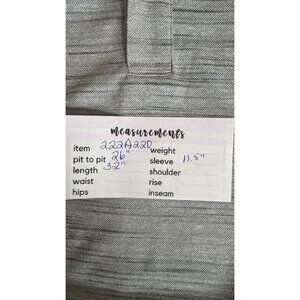 measurements
item 222A220 weight
pit to pit 26" sleeve 11.5"
length 32" shoulder
waist rise
hips inseam